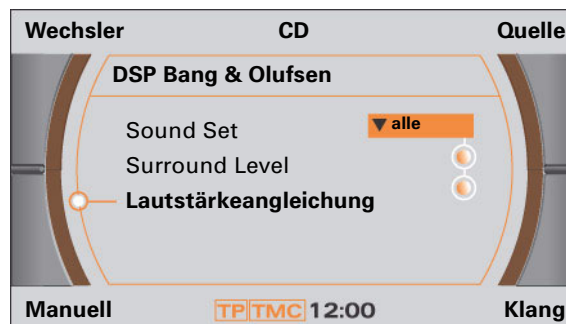 Wechsler CD Quelle
DSP Bang & Olufsen
Sound Set ▼ alle
Surround Level
Lautstärkeangleichung
Manuell TP TMC 12:00 Klang